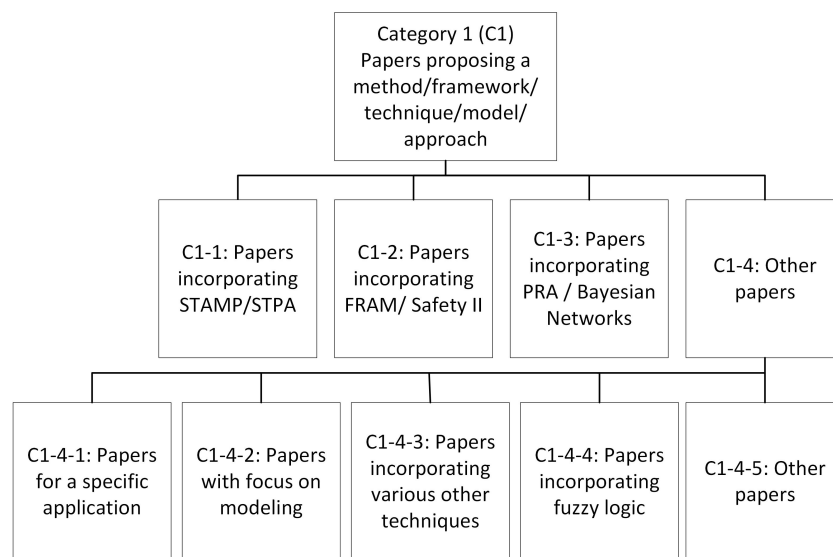 Category 1 (C1)
Papers proposing a
method/framework/
technique/model/
approach
C1-1: Papers
incorporating
STAMP/STPA
C1-2: Papers
incorporating
FRAM/ Safety II
C1-3: Papers
incorporating
PRA / Bayesian
Networks
C1-4: Other
papers
C1-4-1: Papers
for a specific
application
C1-4-2: Papers
with focus on
modeling
C1-4-3: Papers
incorporating
various other
techniques
C1-4-4: Papers
incorporating
fuzzy logic
C1-4-5: Other
papers